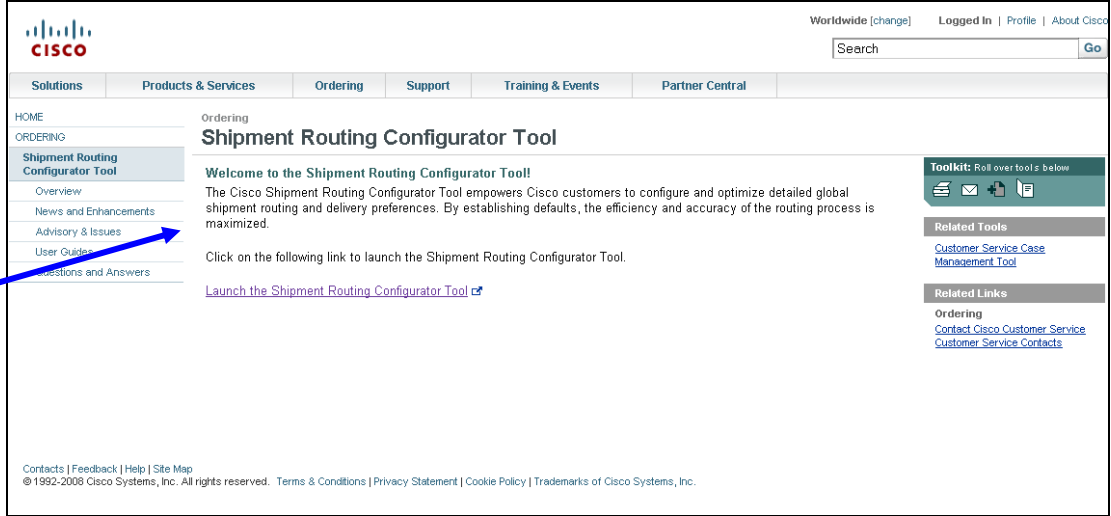 Worldwide [change] Logged In | Profile | About Cisco
CISCO
Search Go
Solutions Products & Services Ordering Support Training & Events Partner Central
HOME
ORDERING
Shipment Routing
Configurator Tool
Overview
News and Enhancements
Advisory & Issues
User Guides
Questions and Answers
Ordering
Shipment Routing Configurator Tool
Welcome to the Shipment Routing Configurator Tool!
The Cisco Shipment Routing Configurator Tool empowers Cisco customers to configure and optimize detailed global
shipment routing and delivery preferences. By establishing defaults, the efficiency and accuracy of the routing process is
maximized.
Click on the following link to launch the Shipment Routing Configurator Tool.
Launch the Shipment Routing Configurator Tool
Toolkit: Roll over tools below
Related Tools
Customer Service Case
Management Tool
Related Links
Ordering
Contact Cisco Customer Service
Customer Service Contacts
Contacts | Feedback | Help | Site Map
© 1992-2008 Cisco Systems, Inc. All rights reserved. Terms & Conditions | Privacy Statement | Cookie Policy | Trademarks of Cisco Systems, Inc.